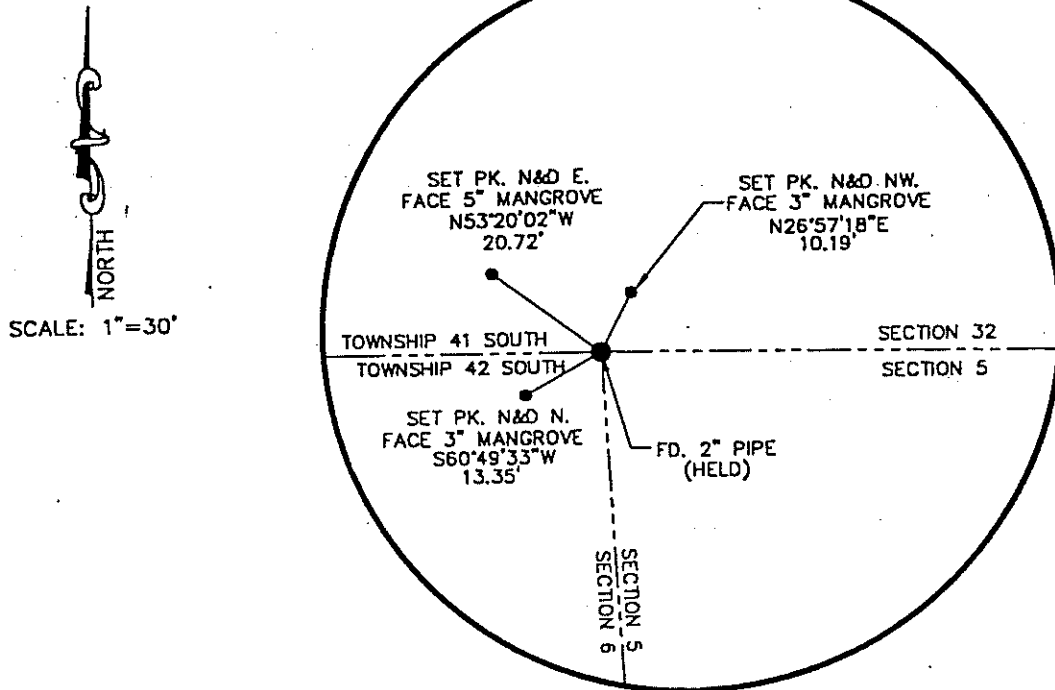 NORTH
SCALE: 1"=30'
SET PK. N&D E.
FACE 5" MANGROVE
N53°20'02"W
20.72'
SET PK. N&D NW.
FACE 3" MANGROVE
N26°57'18"E
10.19'
TOWNSHIP 41 SOUTH
TOWNSHIP 42 SOUTH
SECTION 32
SECTION 5
SET PK. N&D N.
FACE 3" MANGROVE
S60°49'33"W
13.35'
FD. 2" PIPE
(HELD)
SECTION 5
SECTION 6